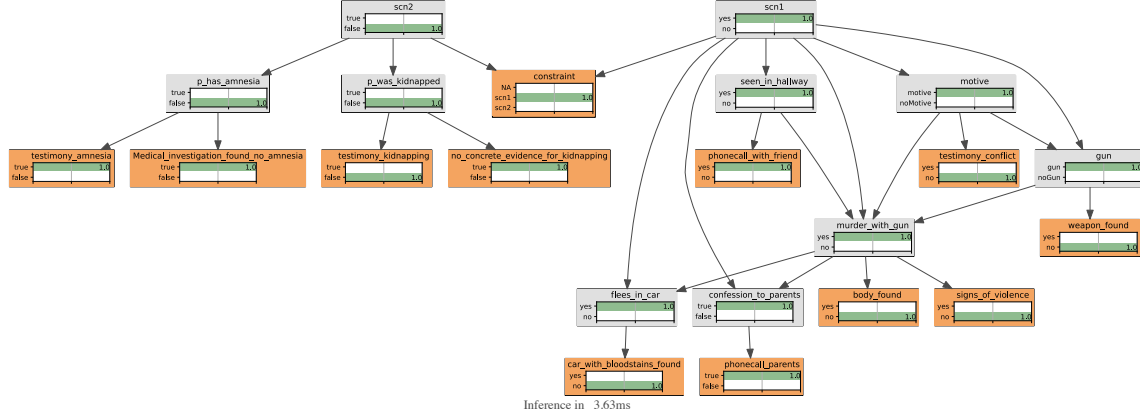 scn2
true
false 1.0
scn1
yes 1.0
no
p_has_amnesia
true
false 1.0
p_was_kidnapped
true
false 1.0
constraint
NA
scn1 1.0
scn2
seen_in_hallway
yes 1.0
no
motive
motive 1.0
noMotive
testimony_amnesia
true 1.0
false
Medical_investigation_found_no_amnesia
true 1.0
false
testimony_kidnapping
true
false 1.0
no_concrete_evidence_for_kidnapping
true 1.0
false
phonecall_with_friend
yes 1.0
no
testimony_conflict
yes
no 1.0
gun
gun 1.0
noGun
murder_with_gun
yes 1.0
no
weapon_found
yes
no 1.0
flees_in_car
yes 1.0
no
confession_to_parents
true 1.0
false
body_found
yes
no 1.0
signs_of_violence
yes
no 1.0
car_with_bloodstains_found
yes
no 1.0
phonecall_parents
true 1.0
false
Inference in 3.63ms